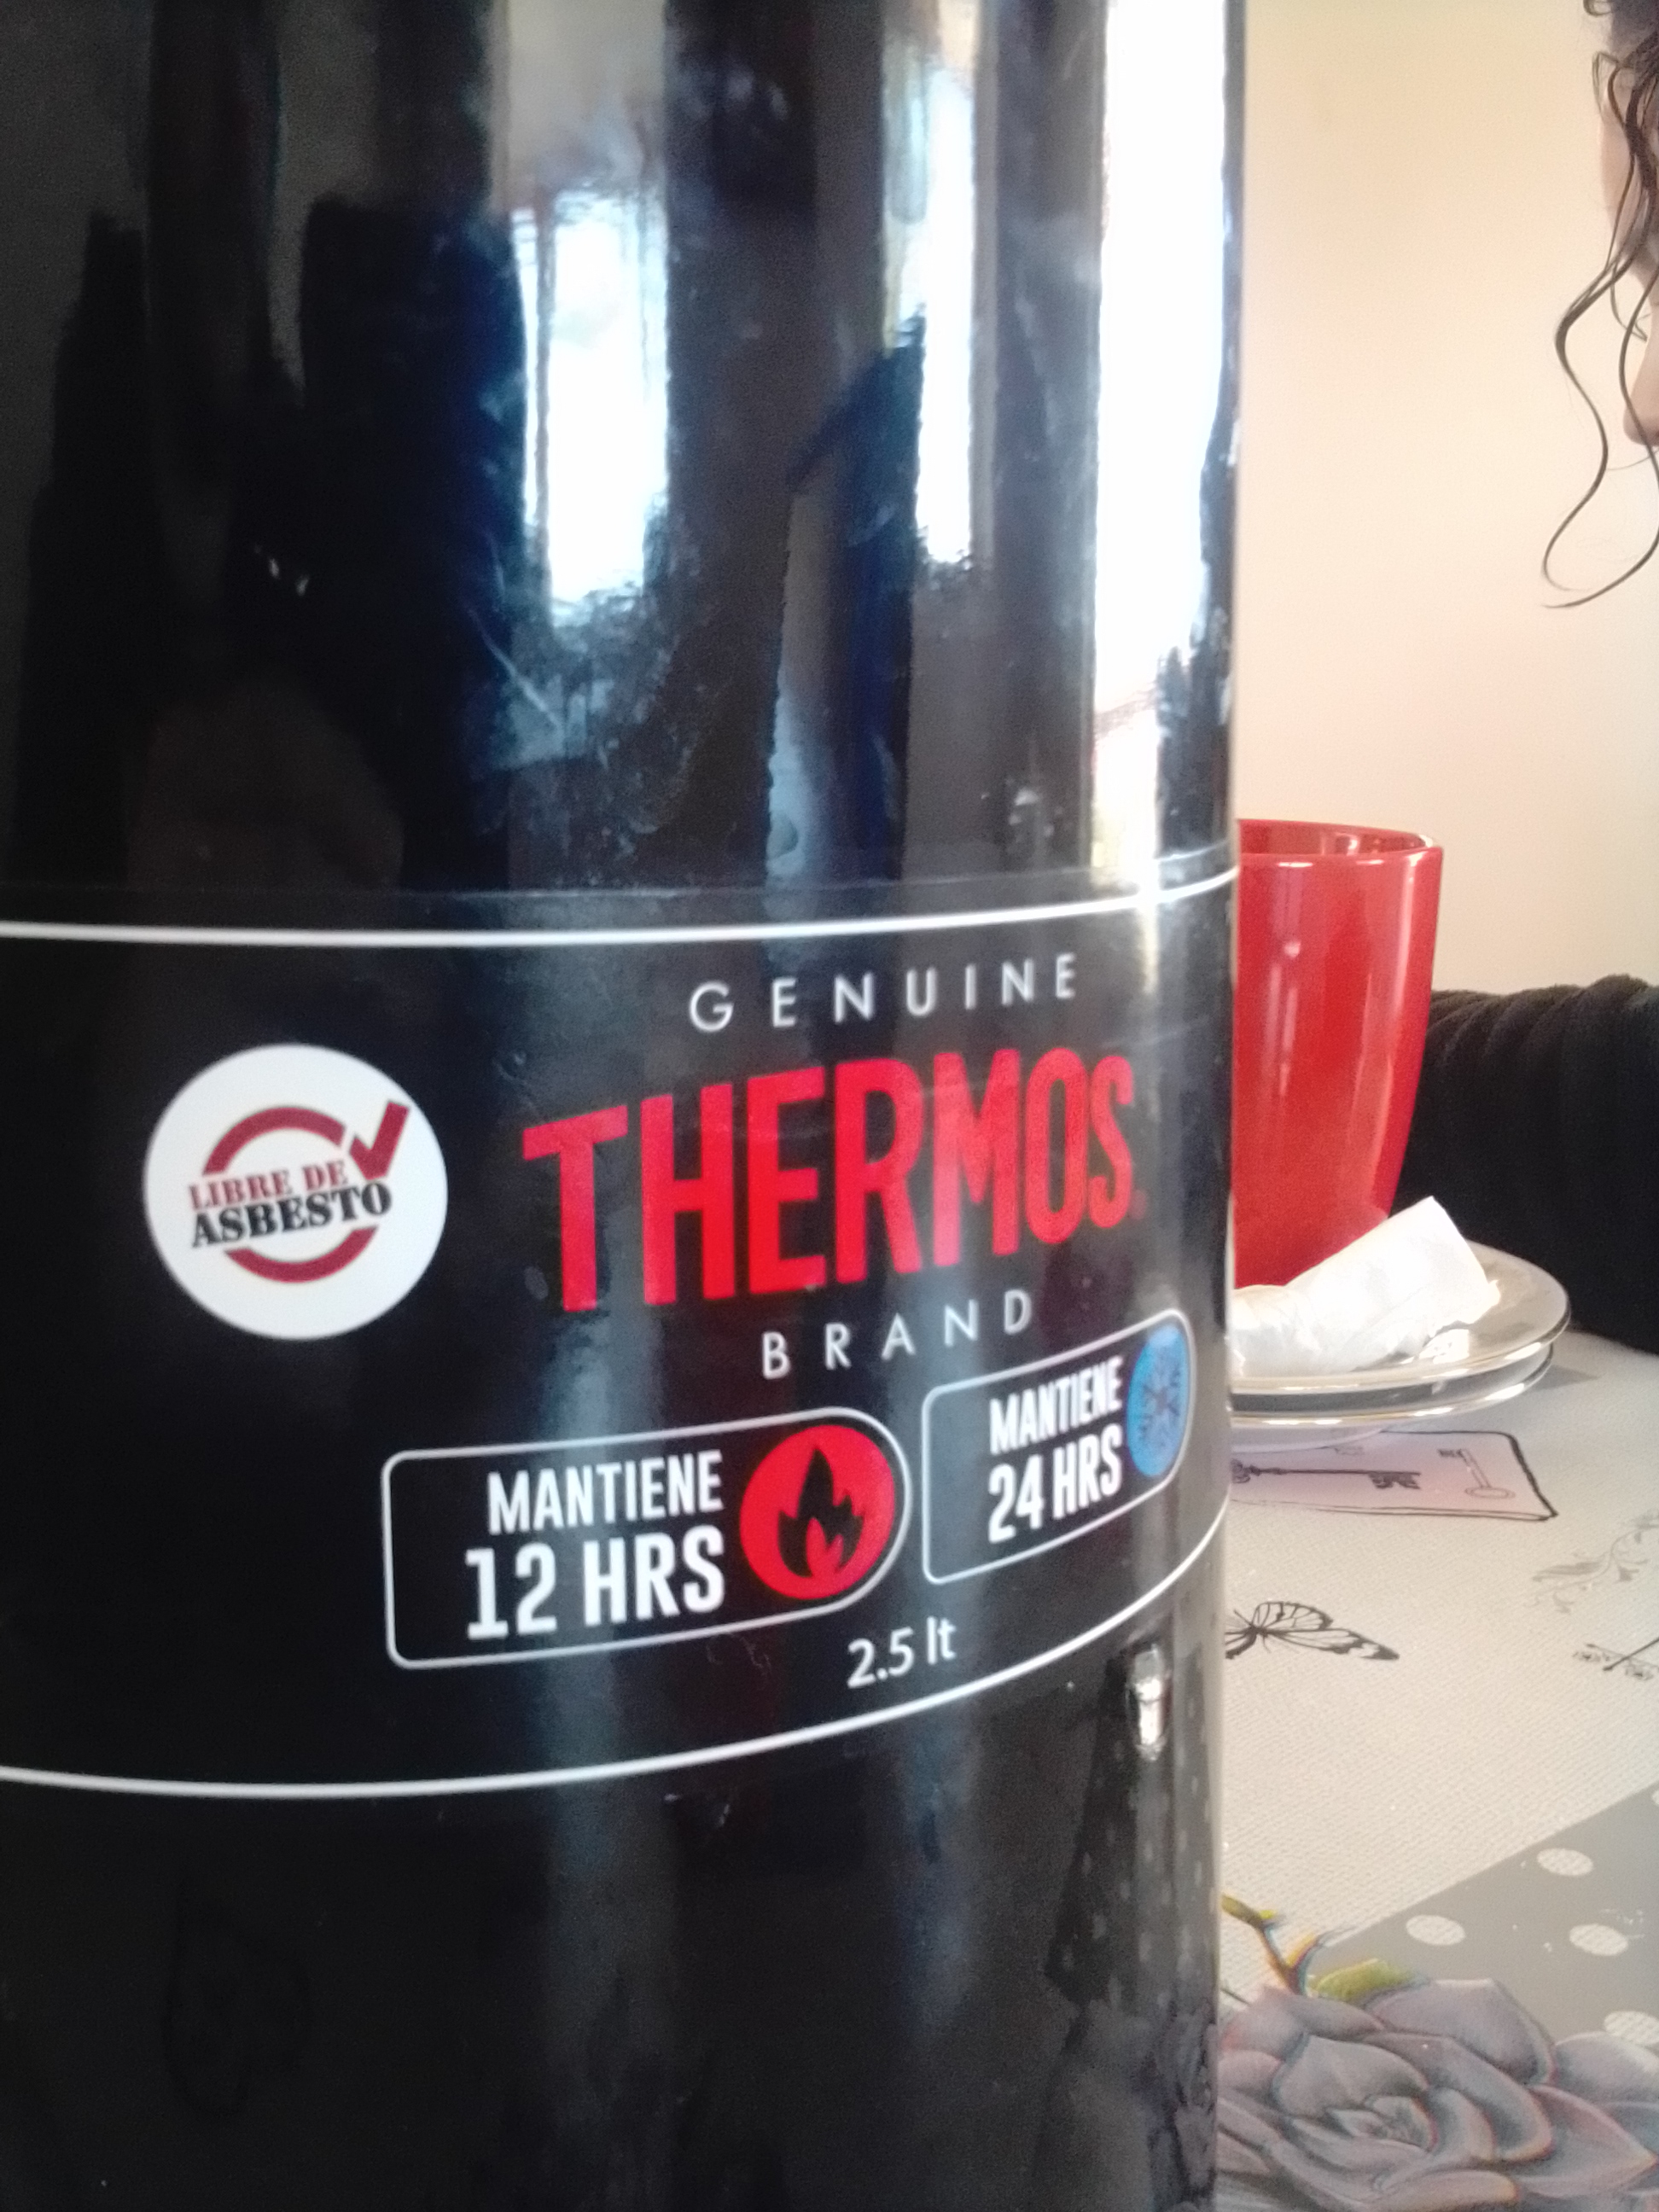 GENUINE
THERMOS
BRAND
LIBRE DE
ASBESTO
MANTIENE
12 HRS
MANTIENE
24 HRS
2.5 lt